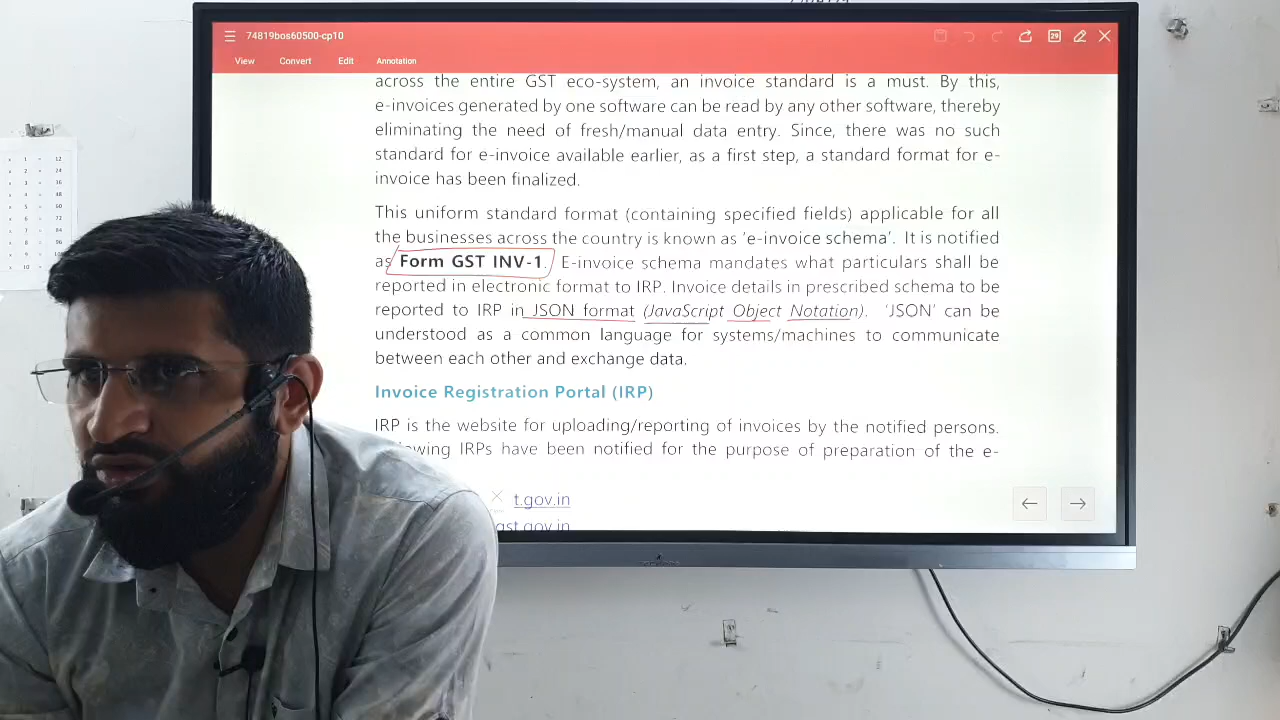 74819bos60500-cp10
29
View Convert Edit Annotation
across the entire GST eco-system, an invoice standard is a must. By this,
e-invoices generated by one software can be read by any other software, thereby
eliminating the need of fresh/manual data entry. Since, there was no such
standard for e-invoice available earlier, as a first step, a standard format for e-
invoice has been finalized.
This uniform standard format (containing specified fields) applicable for all
the businesses across the country is known as 'e-invoice schema'. It is notified
as Form GST INV-1. E-invoice schema mandates what particulars shall be
reported in electronic format to IRP. Invoice details in prescribed schema to be
reported to IRP in JSON format (JavaScript Object Notation). 'JSON' can be
understood as a common language for systems/machines to communicate
between each other and exchange data.
Invoice Registration Portal (IRP)
IRP is the website for uploading/reporting of invoices by the notified persons.
owing IRPs have been notified for the purpose of preparation of the e-
t.gov.in
gst.gov.in